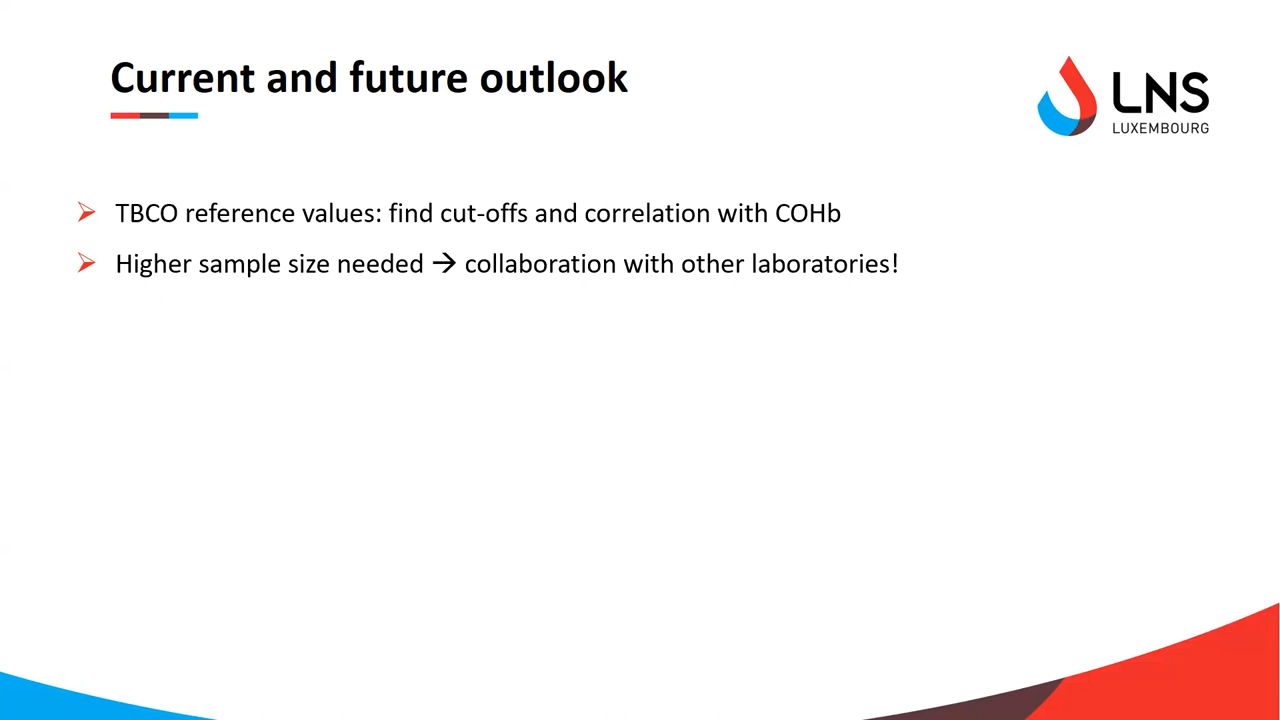 Current and future outlook
LNS
LUXEMBOURG
TBCO reference values: find cut-offs and correlation with COHb
Higher sample size needed → collaboration with other laboratories!